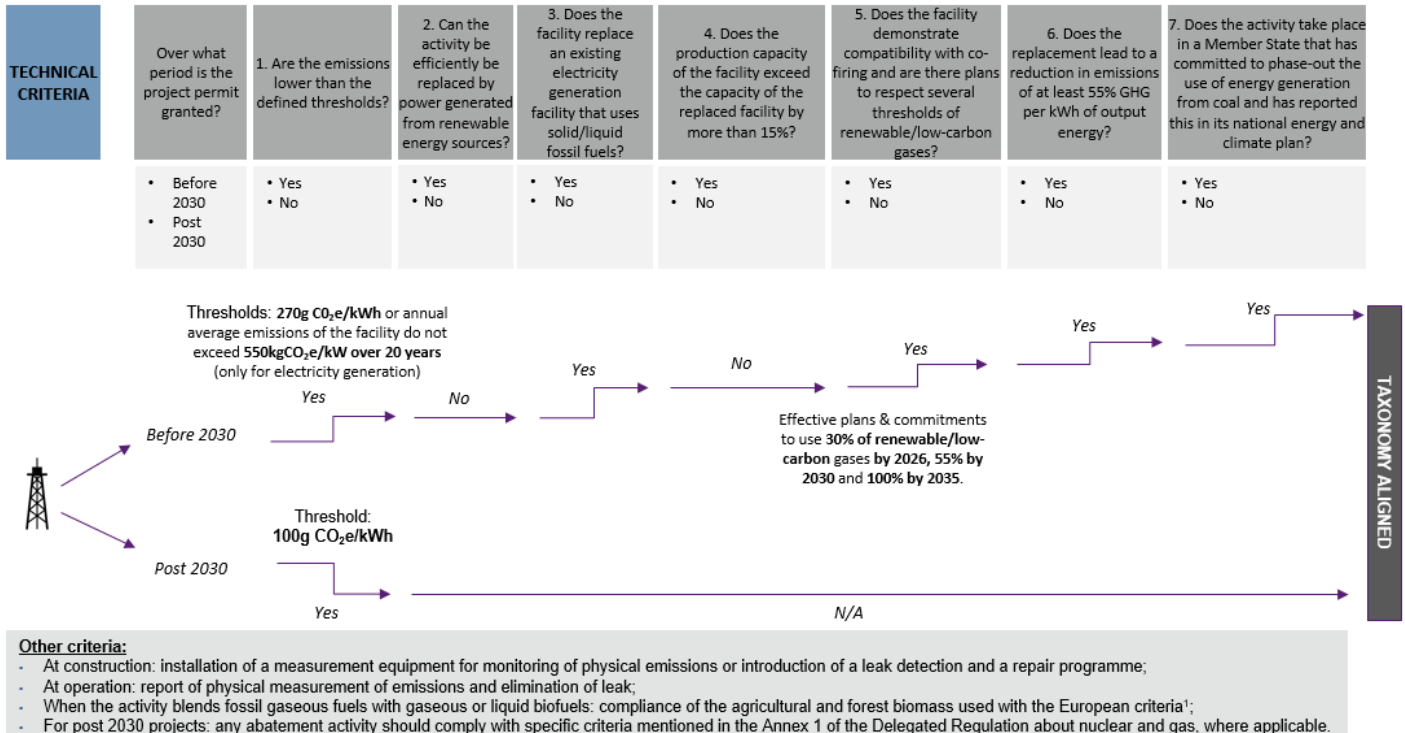 TECHNICAL
CRITERIA
Over what
period is the
project permit
granted?
1. Are the emissions
lower than the
defined thresholds?
2. Can the
activity be
efficiently be
replaced by
power generated
from renewable
energy sources?
3. Does the
facility replace
an existing
electricity
generation
facility that uses
solid/liquid
fossil fuels?
4. Does the
production capacity
of the facility exceed
the capacity of the
replaced facility by
more than 15%?
5. Does the facility
demonstrate
compatibility with co-
firing and are there plans
to respect several
thresholds of
renewable/low-carbon
gases?
6. Does the
replacement lead to a
reduction in emissions
of at least 55% GHG
per kWh of output
energy?
7. Does the activity take place
in a Member State that has
committed to phase-out the
use of energy generation
from coal and has reported
this in its national energy and
climate plan?
• Before
2030
• Post
2030
• Yes
• No
• Yes
• No
• Yes
• No
• Yes
• No
• Yes
• No
• Yes
• No
• Yes
• No
Thresholds: 270g C0₂e/kWh or annual
average emissions of the facility do not
exceed 550kgCO₂e/kW over 20 years
(only for electricity generation)
Before 2030
Yes
No
Yes
No
Yes
Yes
Yes
Effective plans & commitments
to use 30% of renewable/low-
carbon gases by 2026, 55% by
2030 and 100% by 2035.
Threshold:
100g CO₂e/kWh
Post 2030
Yes
N/A
TAXONOMY ALIGNED
Other criteria:
- At construction: installation of a measurement equipment for monitoring of physical emissions or introduction of a leak detection and a repair programme;
- At operation: report of physical measurement of emissions and elimination of leak;
- When the activity blends fossil gaseous fuels with gaseous or liquid biofuels: compliance of the agricultural and forest biomass used with the European criteria¹;
- For post 2030 projects: any abatement activity should comply with specific criteria mentioned in the Annex 1 of the Delegated Regulation about nuclear and gas, where applicable.